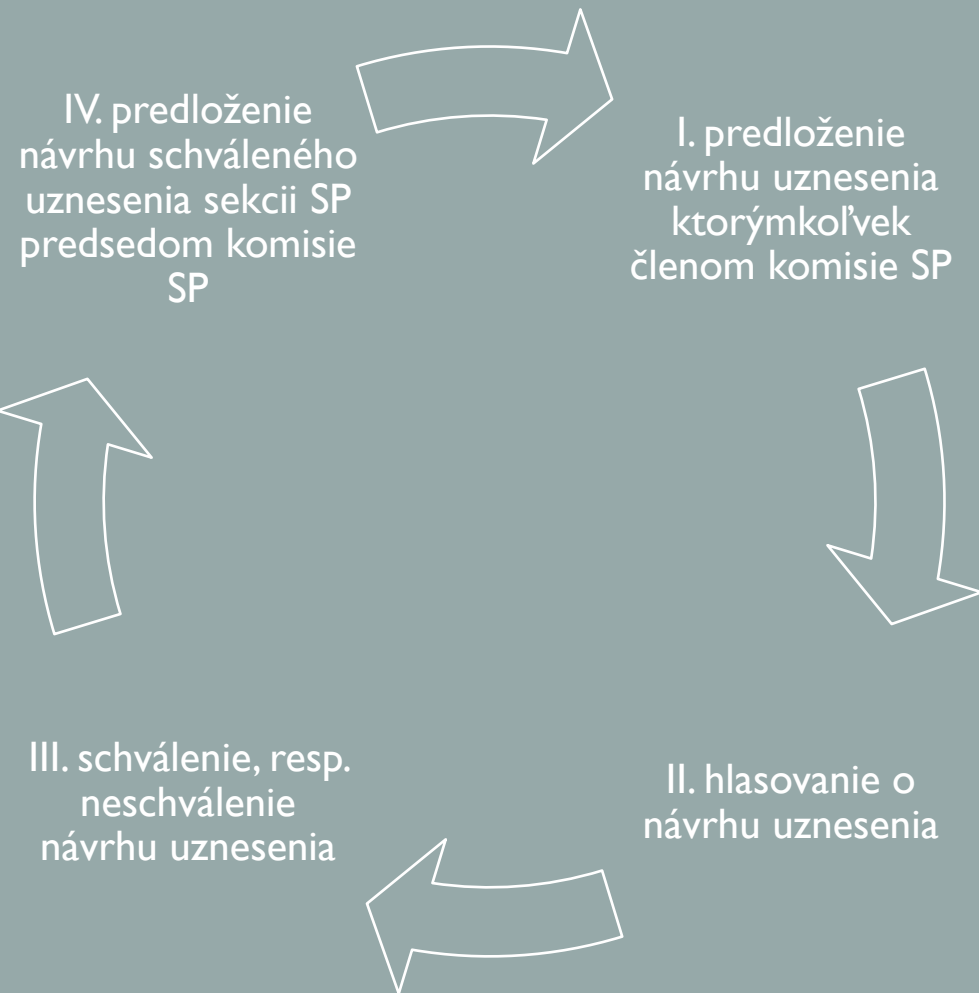 IV. predloženie
návrhu schváleného
uznesenia sekcii SP
predsedom komisie
SP
I. predloženie
návrhu uznesenia
ktorýmkoľvek
členom komisie SP
III. schválenie, resp.
neschválenie
návrhu uznesenia
II. hlasovanie o
návrhu uznesenia